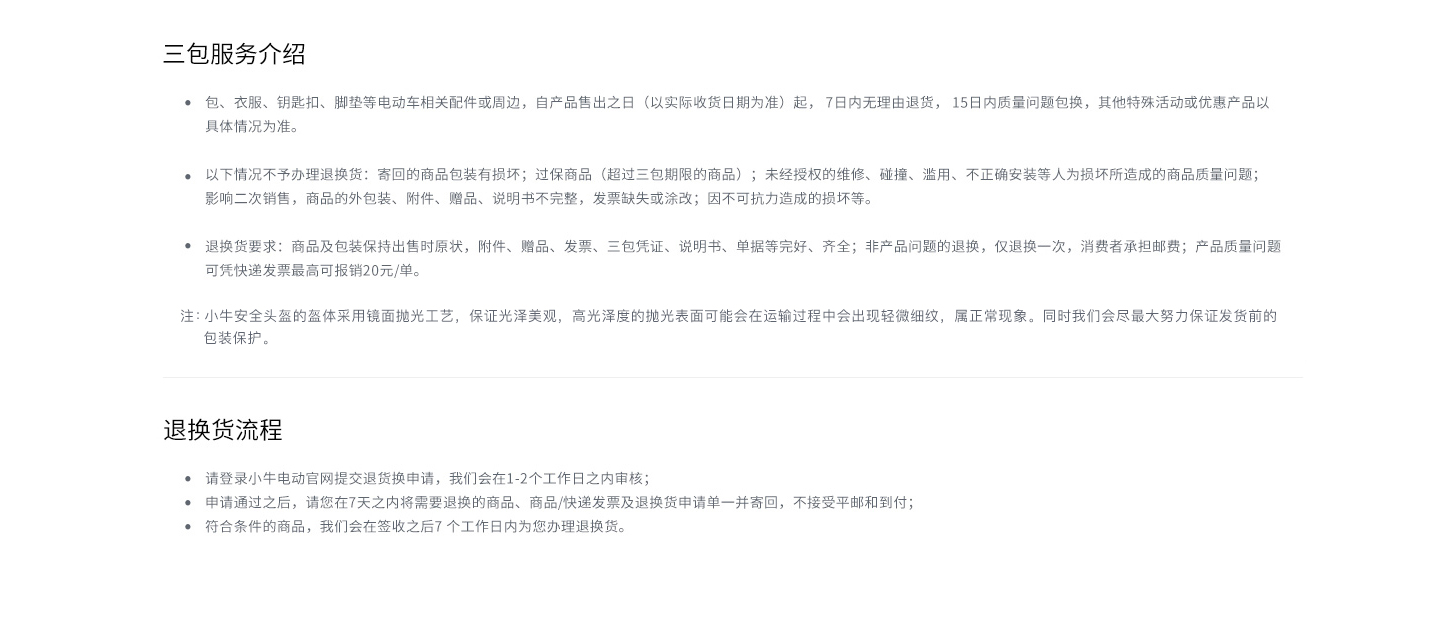 三包服务介绍
• 包、衣服、钥匙扣、脚垫等电动车相关配件或周边，自产品售出之日（以实际收货日期为准）起， 7日内无理由退货， 15日内质量问题包换，其他特殊活动或优惠产品以
具体情况为准。
• 以下情况不予办理退换货：寄回的商品包装有损坏；过保商品（超过三包期限的商品）；未经授权的维修、碰撞、滥用、不正确安装等人为损坏所造成的商品质量问题；
影响二次销售，商品的外包装、附件、赠品、说明书不完整，发票缺失或涂改；因不可抗力造成的损坏等。
• 退换货要求：商品及包装保持出售时原状，附件、赠品、发票、三包凭证、说明书、单据等完好、齐全；非产品问题的退换，仅退换一次，消费者承担邮费；产品质量问题
可凭快递发票最高可报销20元/单。
注：小牛安全头盔的盔体采用镜面抛光工艺，保证光泽美观，高光泽度的抛光表面可能会在运输过程中会出现轻微细纹，属正常现象。同时我们会尽最大努力保证发货前的
包装保护。
退换货流程
• 请登录小牛电动官网提交退货换申请，我们会在1-2个工作日之内审核；
• 申请通过之后，请您在7天之内将需要退换的商品、商品/快递发票及退换货申请单一并寄回，不接受平邮和到付；
• 符合条件的商品，我们会在签收之后7 个工作日内为您办理退换货。